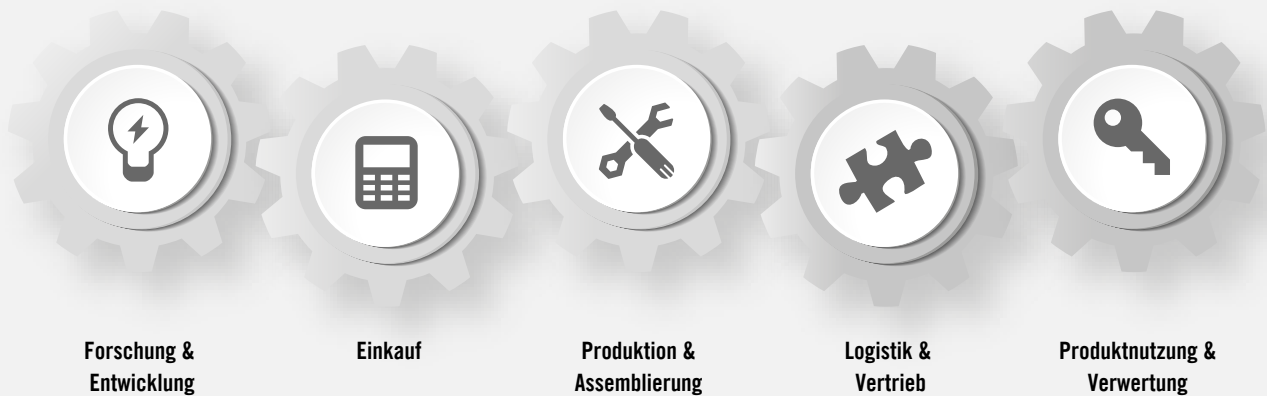 Forschung &
Entwicklung
Einkauf
Produktion &
Assemblierung
Logistik &
Vertrieb
Produktnutzung &
Verwertung